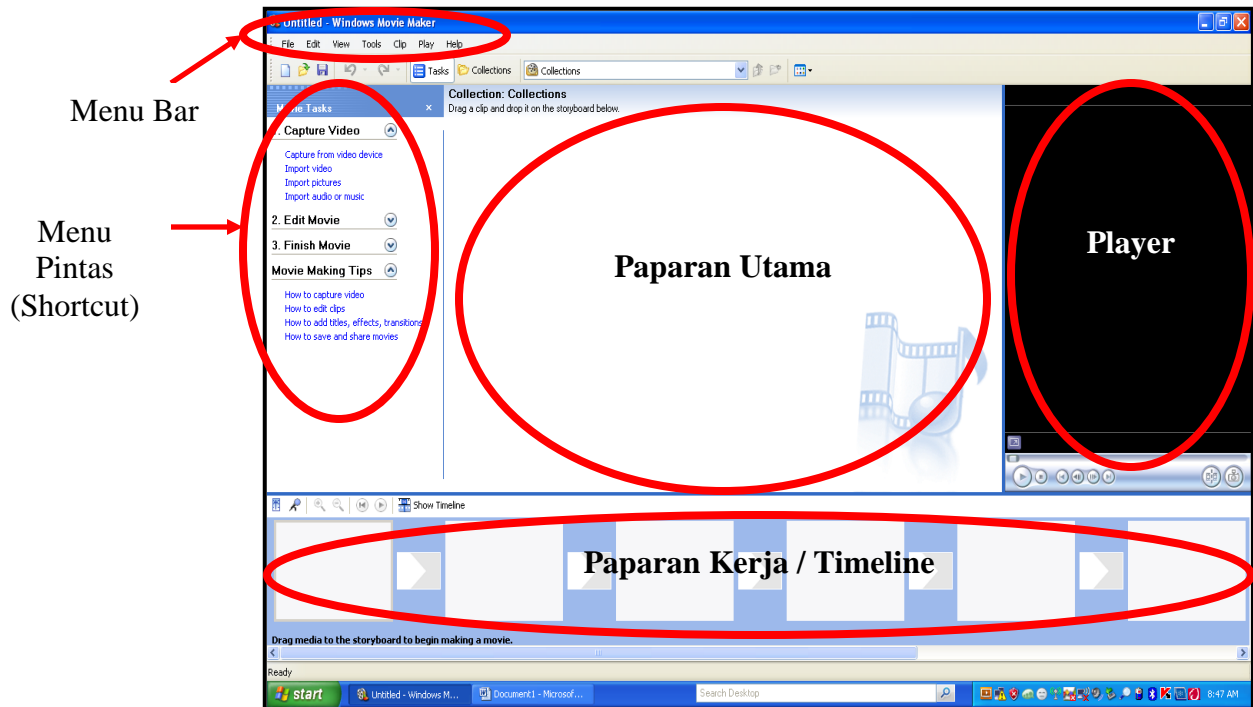 Untitled - Windows Movie Maker
File Edit View Tools Clip Play Help
Tasks Collections Collections
Menu Bar
Movie Tasks
Collection: Collections
Drag a clip and drop it on the storyboard below.
1. Capture Video
Capture from video device
Import video
Import pictures
Import audio or music
2. Edit Movie
3. Finish Movie
Movie Making Tips
How to capture video
How to edit clips
How to add titles, effects, transitions
How to save and share movies
Menu
Pintas
(Shortcut)
Paparan Utama
Player
Show Timeline
Paparan Kerja / Timeline
Drag media to the storyboard to begin making a movie.
Ready
start Untitled - Windows M... Document1 - Microsof... Search Desktop 8:47 AM